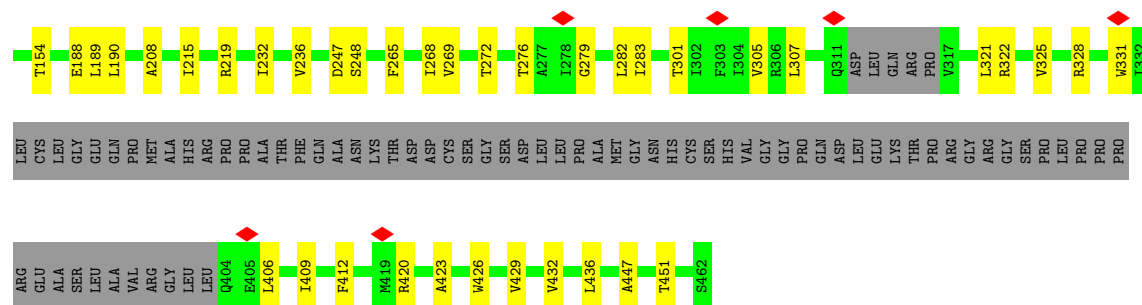 T154 E188 L189 L190 A208 I215 R219 I232 V236 D247 S248 F265 I268 V269 T272 T276 A277 I278 G279 L282 I283 T301 I302 F303 I304 V305 R306 L307 Q311 ASP LEU GLN ARG PRO V317 L321 R322 V325 R328 W331 I332
LEU CYS LEU GLY GLU GLN PRO MET ALA HIS ARG PRO PRO ALA THR PHE GLN ALA ASN LYS THR ASP ASP CYS SER GLY SER ASP LEU LEU PRO ALA MET GLY ASN HIS CYS SER HIS VAL GLY GLY PRO GLN ASP LEU GLU LYS THR PRO ARG GLY ARG GLY SER PRO LEU PRO PRO PRO
ARG GLU ALA SER LEU ALA VAL ARG GLY LEU LEU Q404 E405 L406 I409 F412 M419 R420 A423 W426 V429 V432 L436 A447 T451 S462